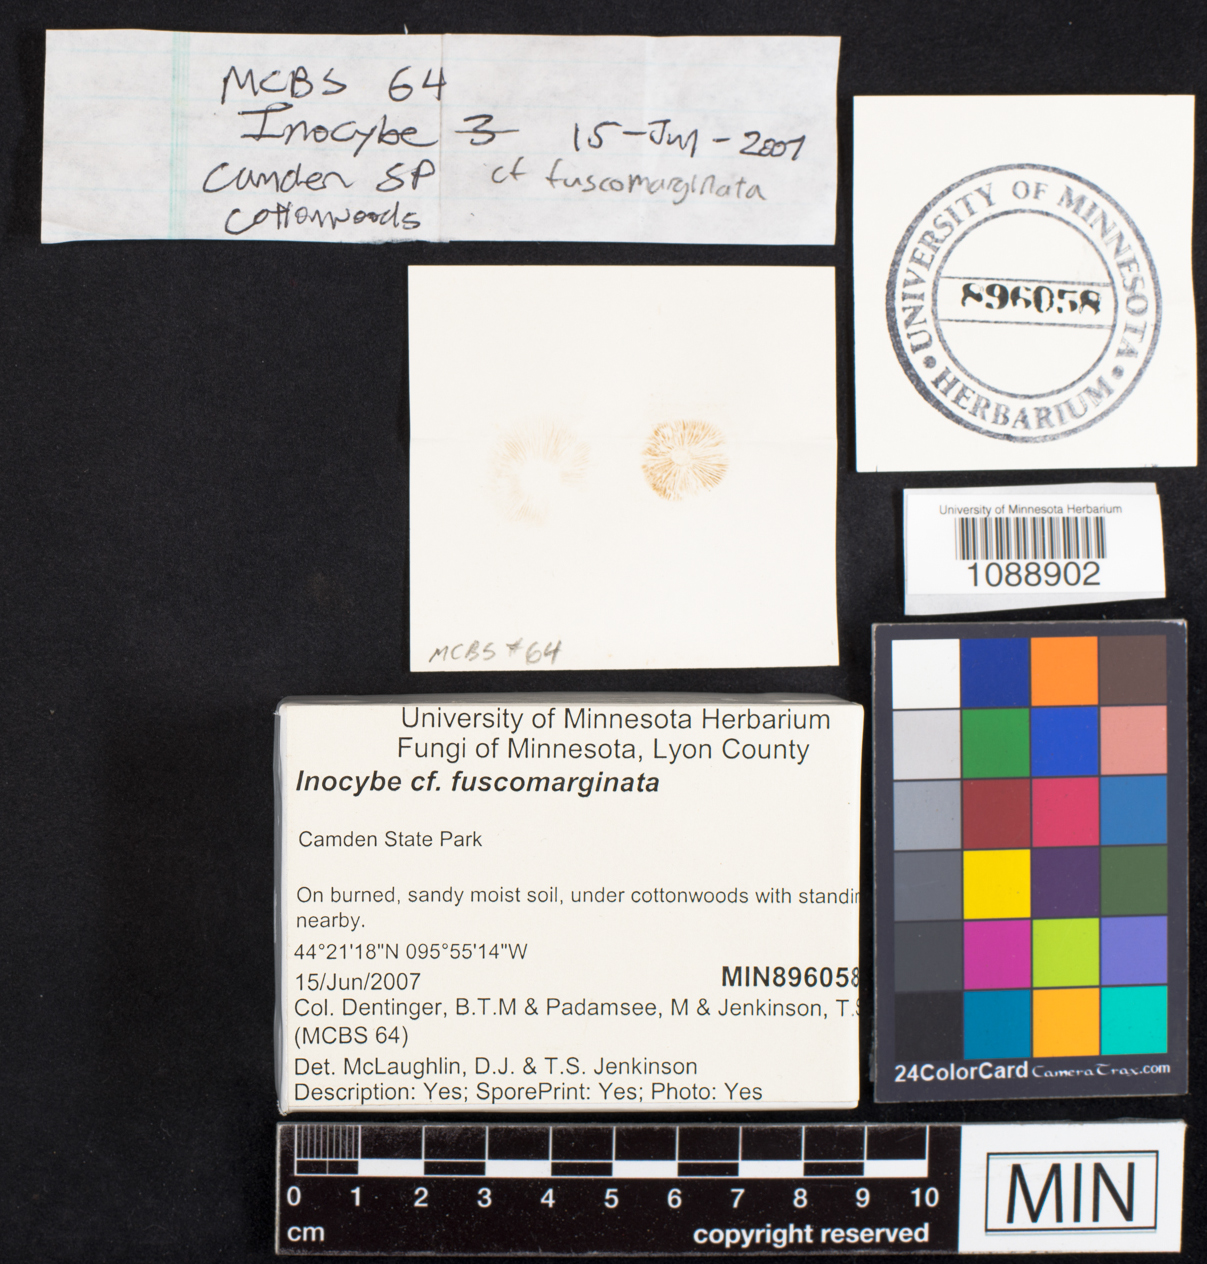 MCBS 64
Inocybe 3 15-Jun-2007
Camden SP cf fuscomarginata
Cottonwoods
UNIVERSITY OF MINNESOTA
HERBARIUM
896058
University of Minnesota Herbarium
1088902
MCBS #64
University of Minnesota Herbarium
Fungi of Minnesota, Lyon County
Inocybe cf. fuscomarginata
Camden State Park
On burned, sandy moist soil, under cottonwoods with standin
nearby.
44°21'18"N 095°55'14"W
15/Jun/2007 MIN896058
Col. Dentinger, B.T.M & Padamsee, M & Jenkinson, T.S
(MCBS 64)
Det. McLaughlin, D.J. & T.S. Jenkinson
Description: Yes; SporePrint: Yes; Photo: Yes
24ColorCard CameraTrax.com
0 1 2 3 4 5 6 7 8 9 10
cm copyright reserved
MIN